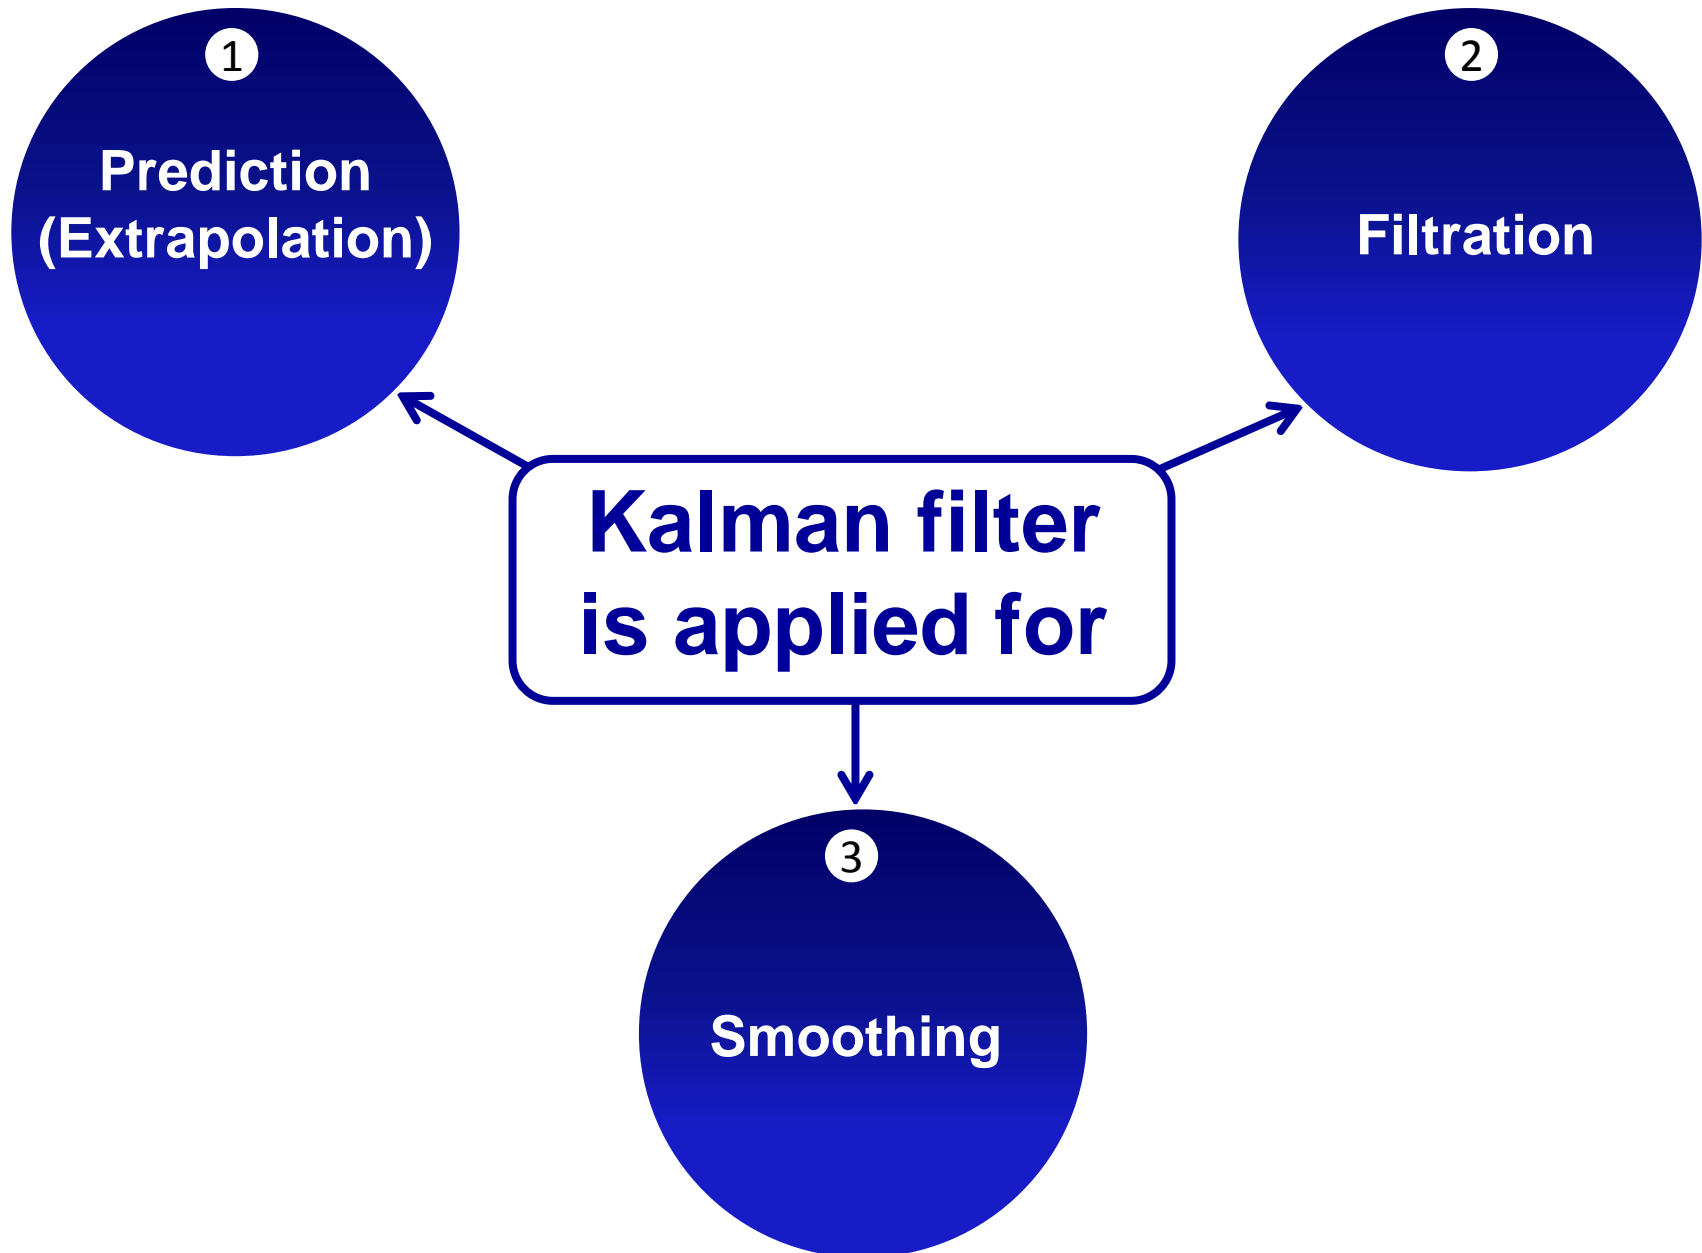 1
Prediction
(Extrapolation)
2
Filtration
Kalman filter
is applied for
3
Smoothing